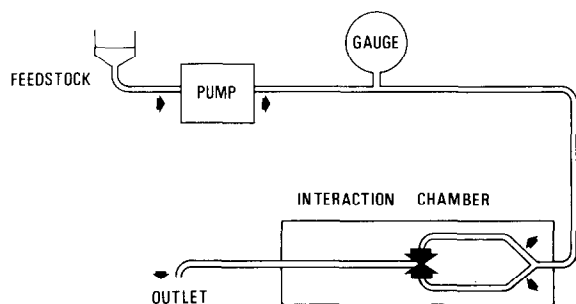 GAUGE
FEEDSTOCK
PUMP
INTERACTION CHAMBER
OUTLET